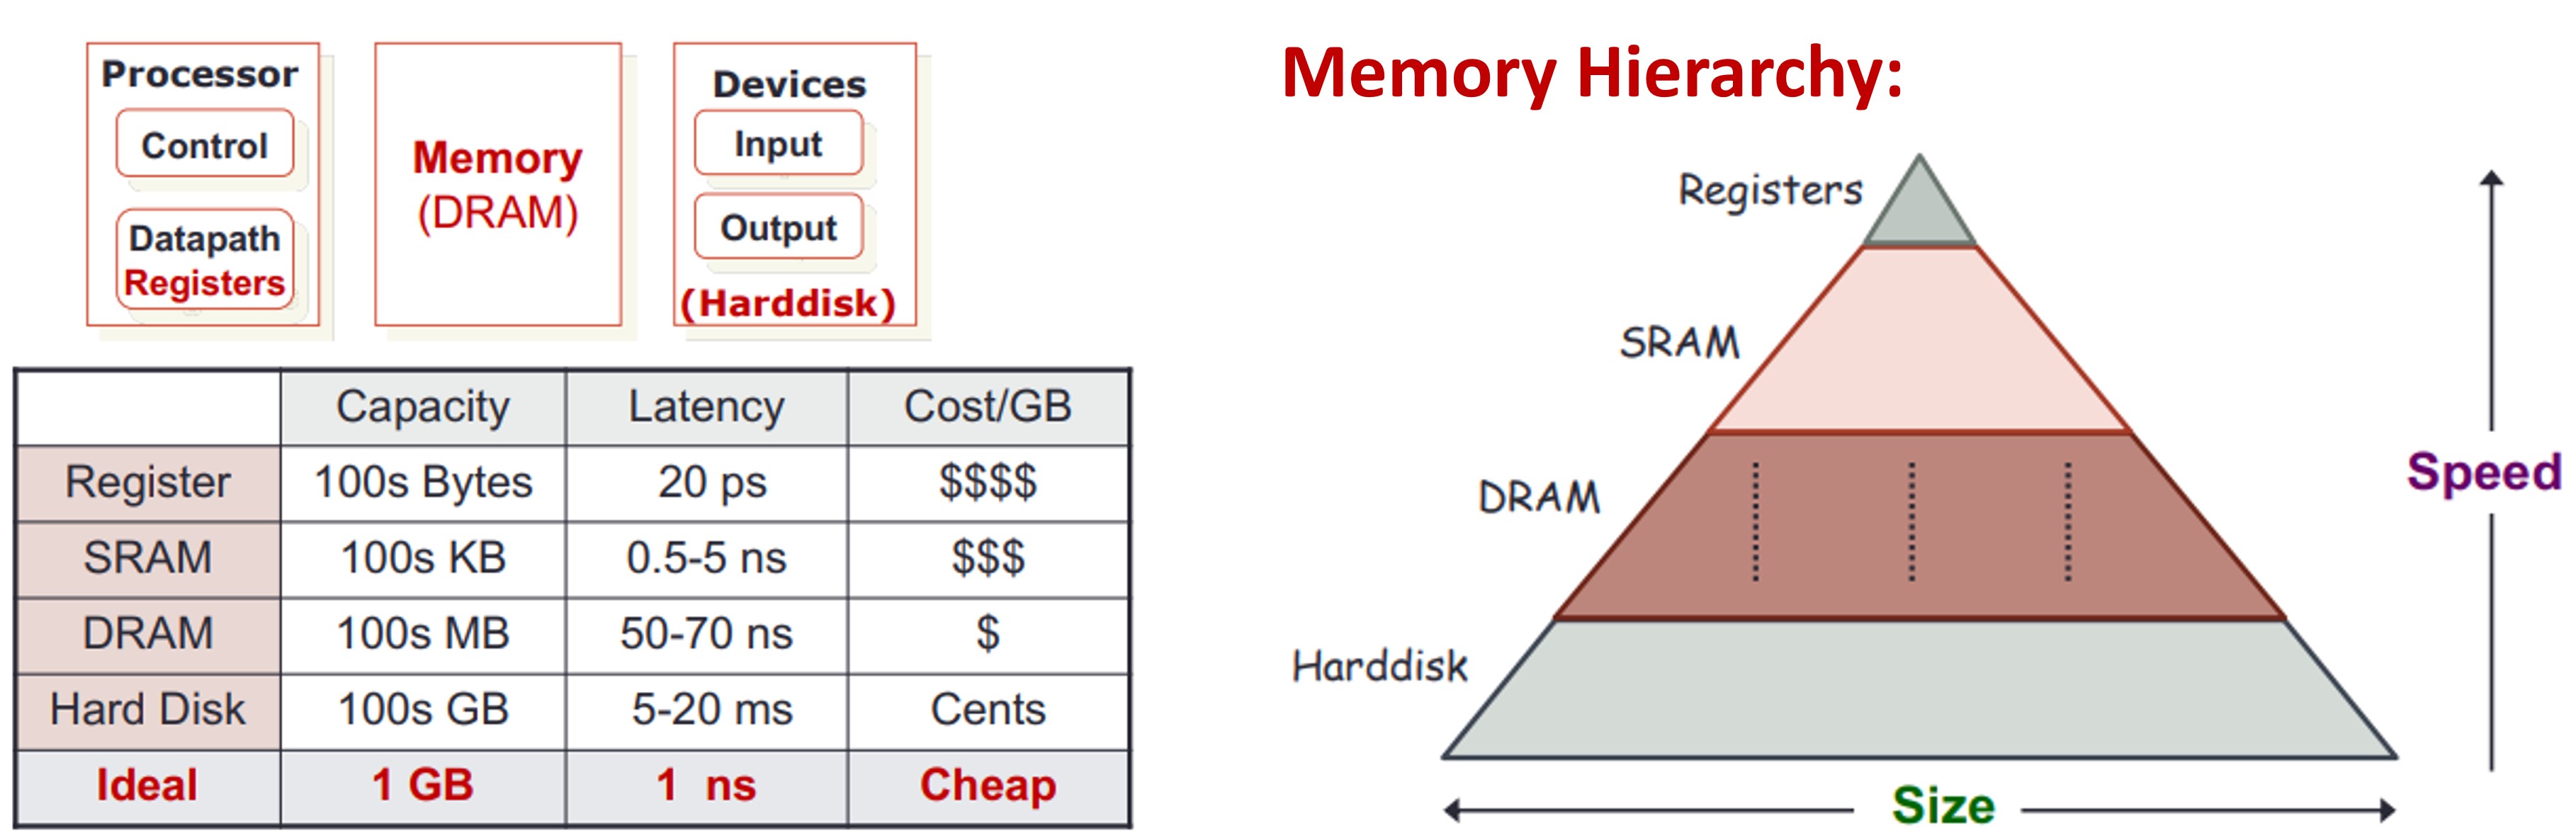 Processor
Control
Datapath
Registers
Memory
(DRAM)
Devices
Input
Output
(Harddisk)
Capacity Latency Cost/GB
Register 100s Bytes 20 ps $$$$
SRAM 100s KB 0.5-5 ns $$$
DRAM 100s MB 50-70 ns $
Hard Disk 100s GB 5-20 ms Cents
Ideal 1 GB 1 ns Cheap
Memory Hierarchy:
Registers
SRAM
DRAM
Harddisk
Speed
Size